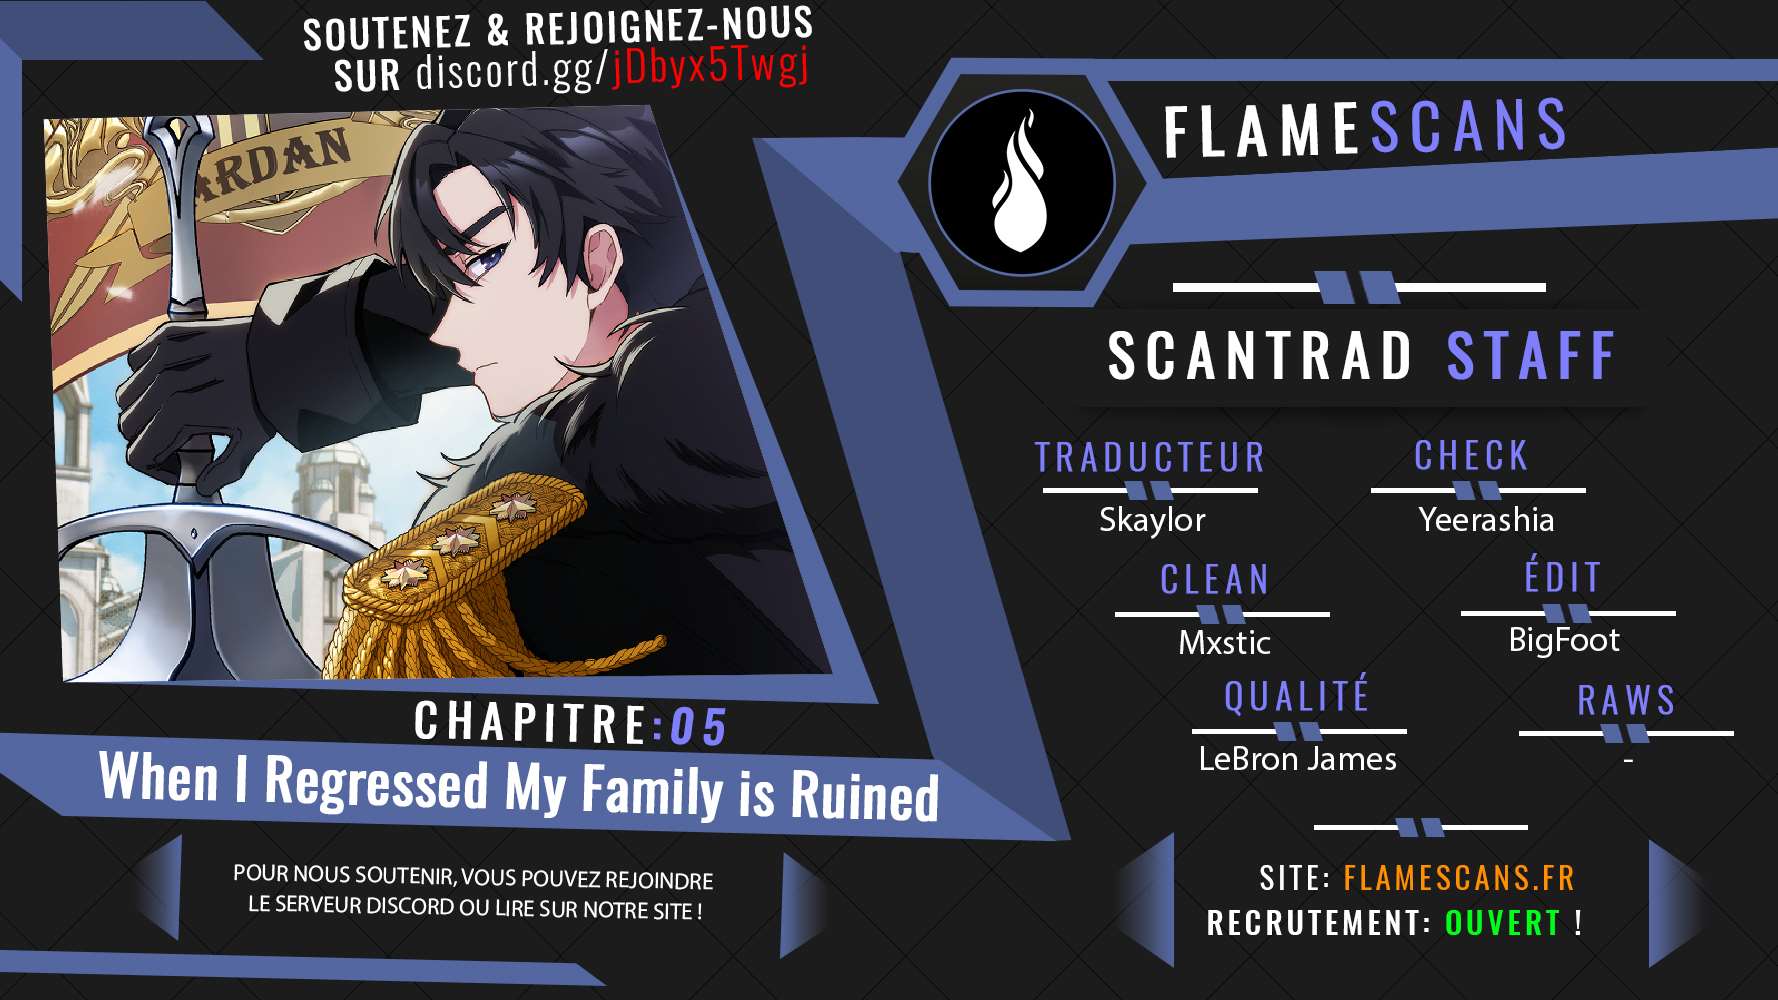 SOUTENEZ & REJOIGNEZ-NOUS
SUR discord.gg/jDbyx5Twgj
ARDAN
FLAMESCANS
SCANTRAD STAFF
TRADUCTEUR
Skaylor
CHECK
Yeerashia
CLEAN
Mxstic
ÉDIT
BigFoot
QUALITÉ
LeBron James
RAWS
-
CHAPITRE:05
When I Regressed My Family is Ruined
POUR NOUS SOUTENIR, VOUS POUVEZ REJOINDRE
LE SERVEUR DISCORD OU LIRE SUR NOTRE SITE !
SITE: FLAMESCANS.FR
RECRUTEMENT: OUVERT !